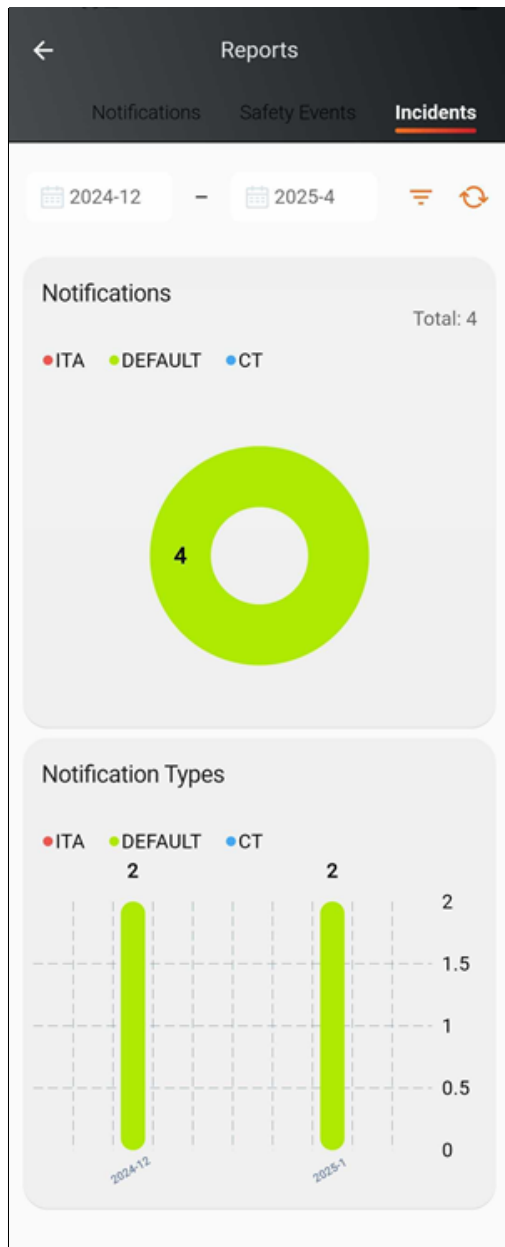 Reports
Notifications Safety Events Incidents
2024-12 – 2025-4
Notifications
Total: 4
ITA DEFAULT CT
4
Notification Types
ITA DEFAULT CT
2 2
2
1.5
1
0.5
0
2024-12 2025-1